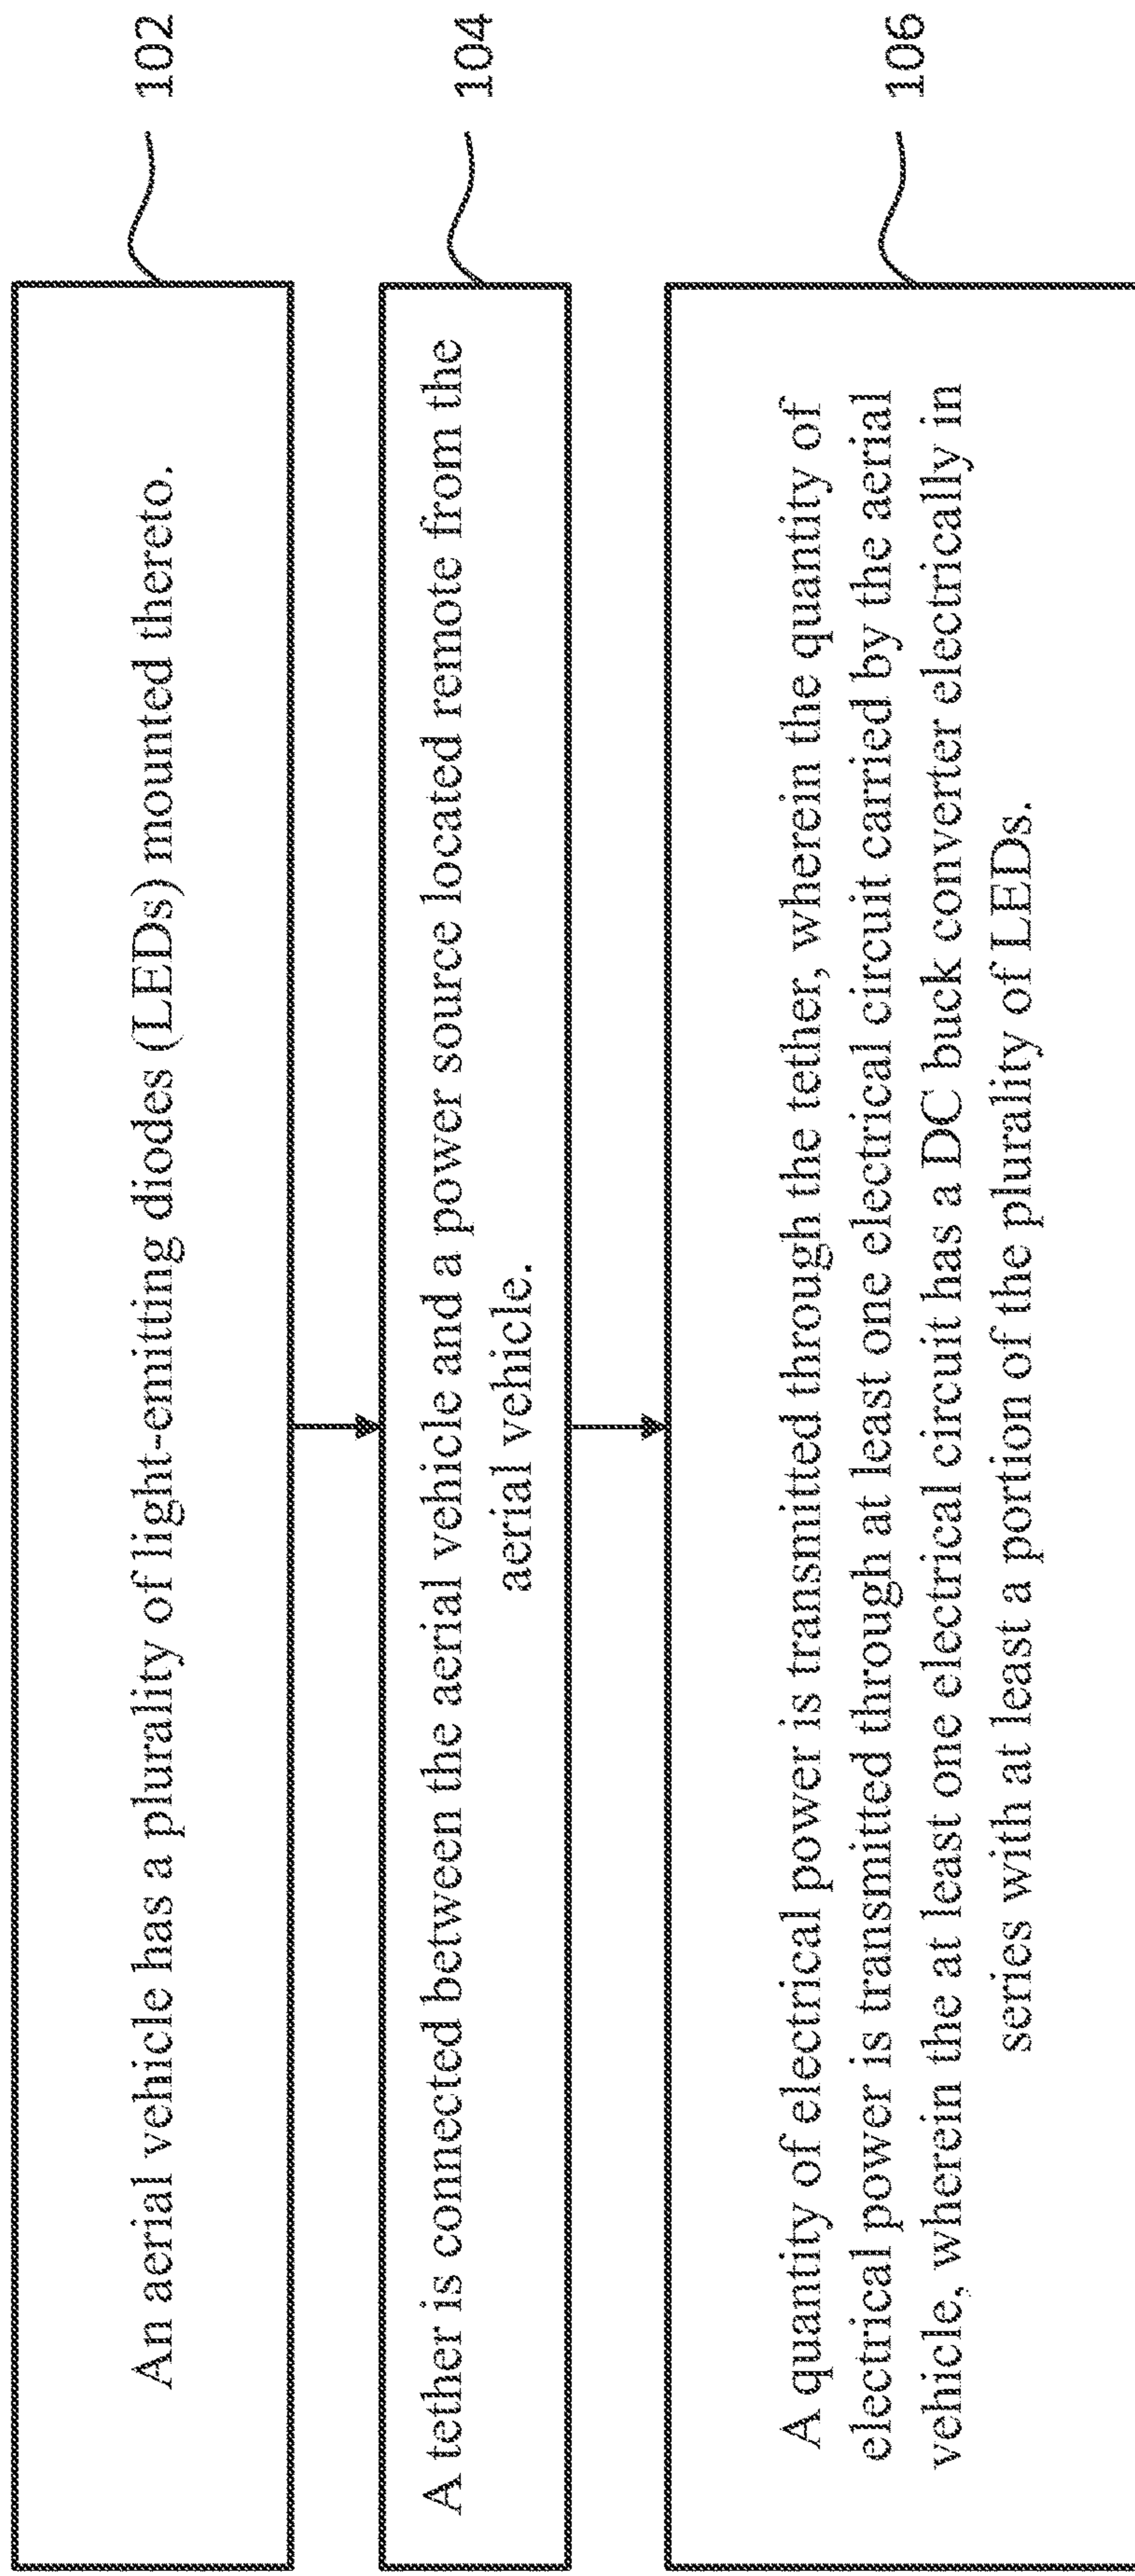 An aerial vehicle has a plurality of light-emitting diodes (LEDs) mounted thereto.
102
A tether is connected between the aerial vehicle and a power source located remote from the
aerial vehicle.
104
A quantity of electrical power is transmitted through the tether, wherein the quantity of
electrical power is transmitted through at least one electrical circuit carried by the aerial
vehicle, wherein the at least one electrical circuit has a DC buck converter electrically in
series with at least a portion of the plurality of LEDs.
106